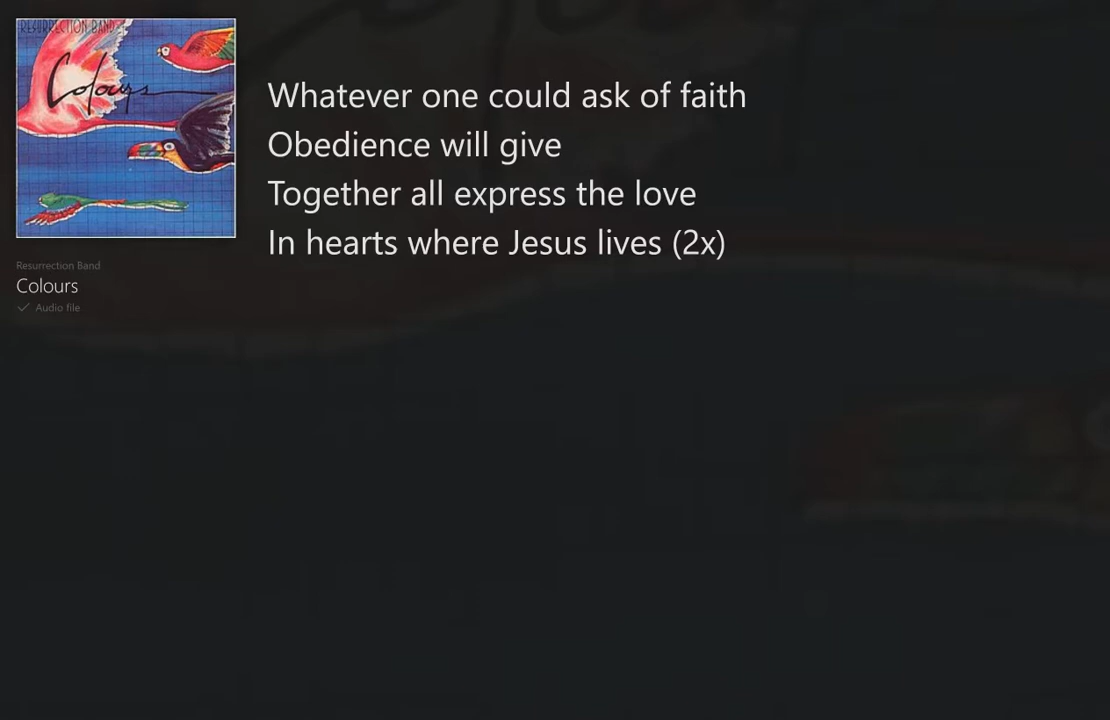 RESURRECTION BAND
Colours
Whatever one could ask of faith
Obedience will give
Together all express the love
In hearts where Jesus lives (2x)
Resurrection Band
Colours
Audio file